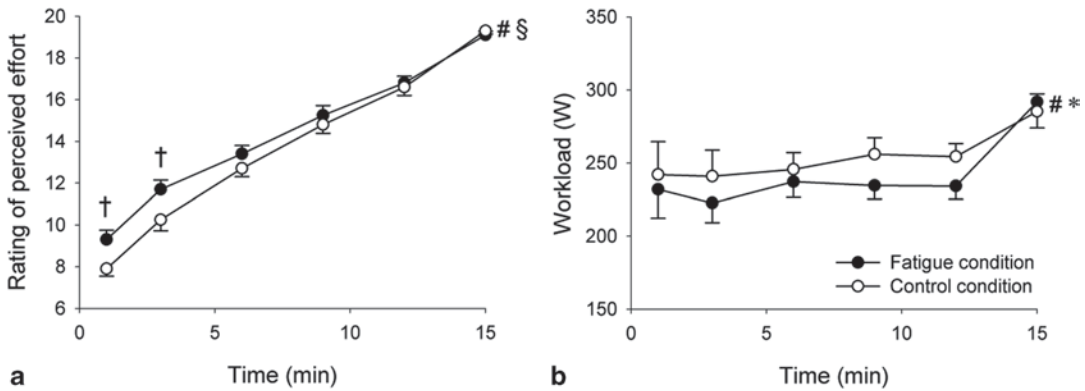 20
18
16
14
12
10
8
6
Rating of perceived effort
† †
# §
0 5 10 15
Time (min)
a
350
300
250
200
150
Workload (W)
# *
Fatigue condition
Control condition
0 5 10 15
Time (min)
b